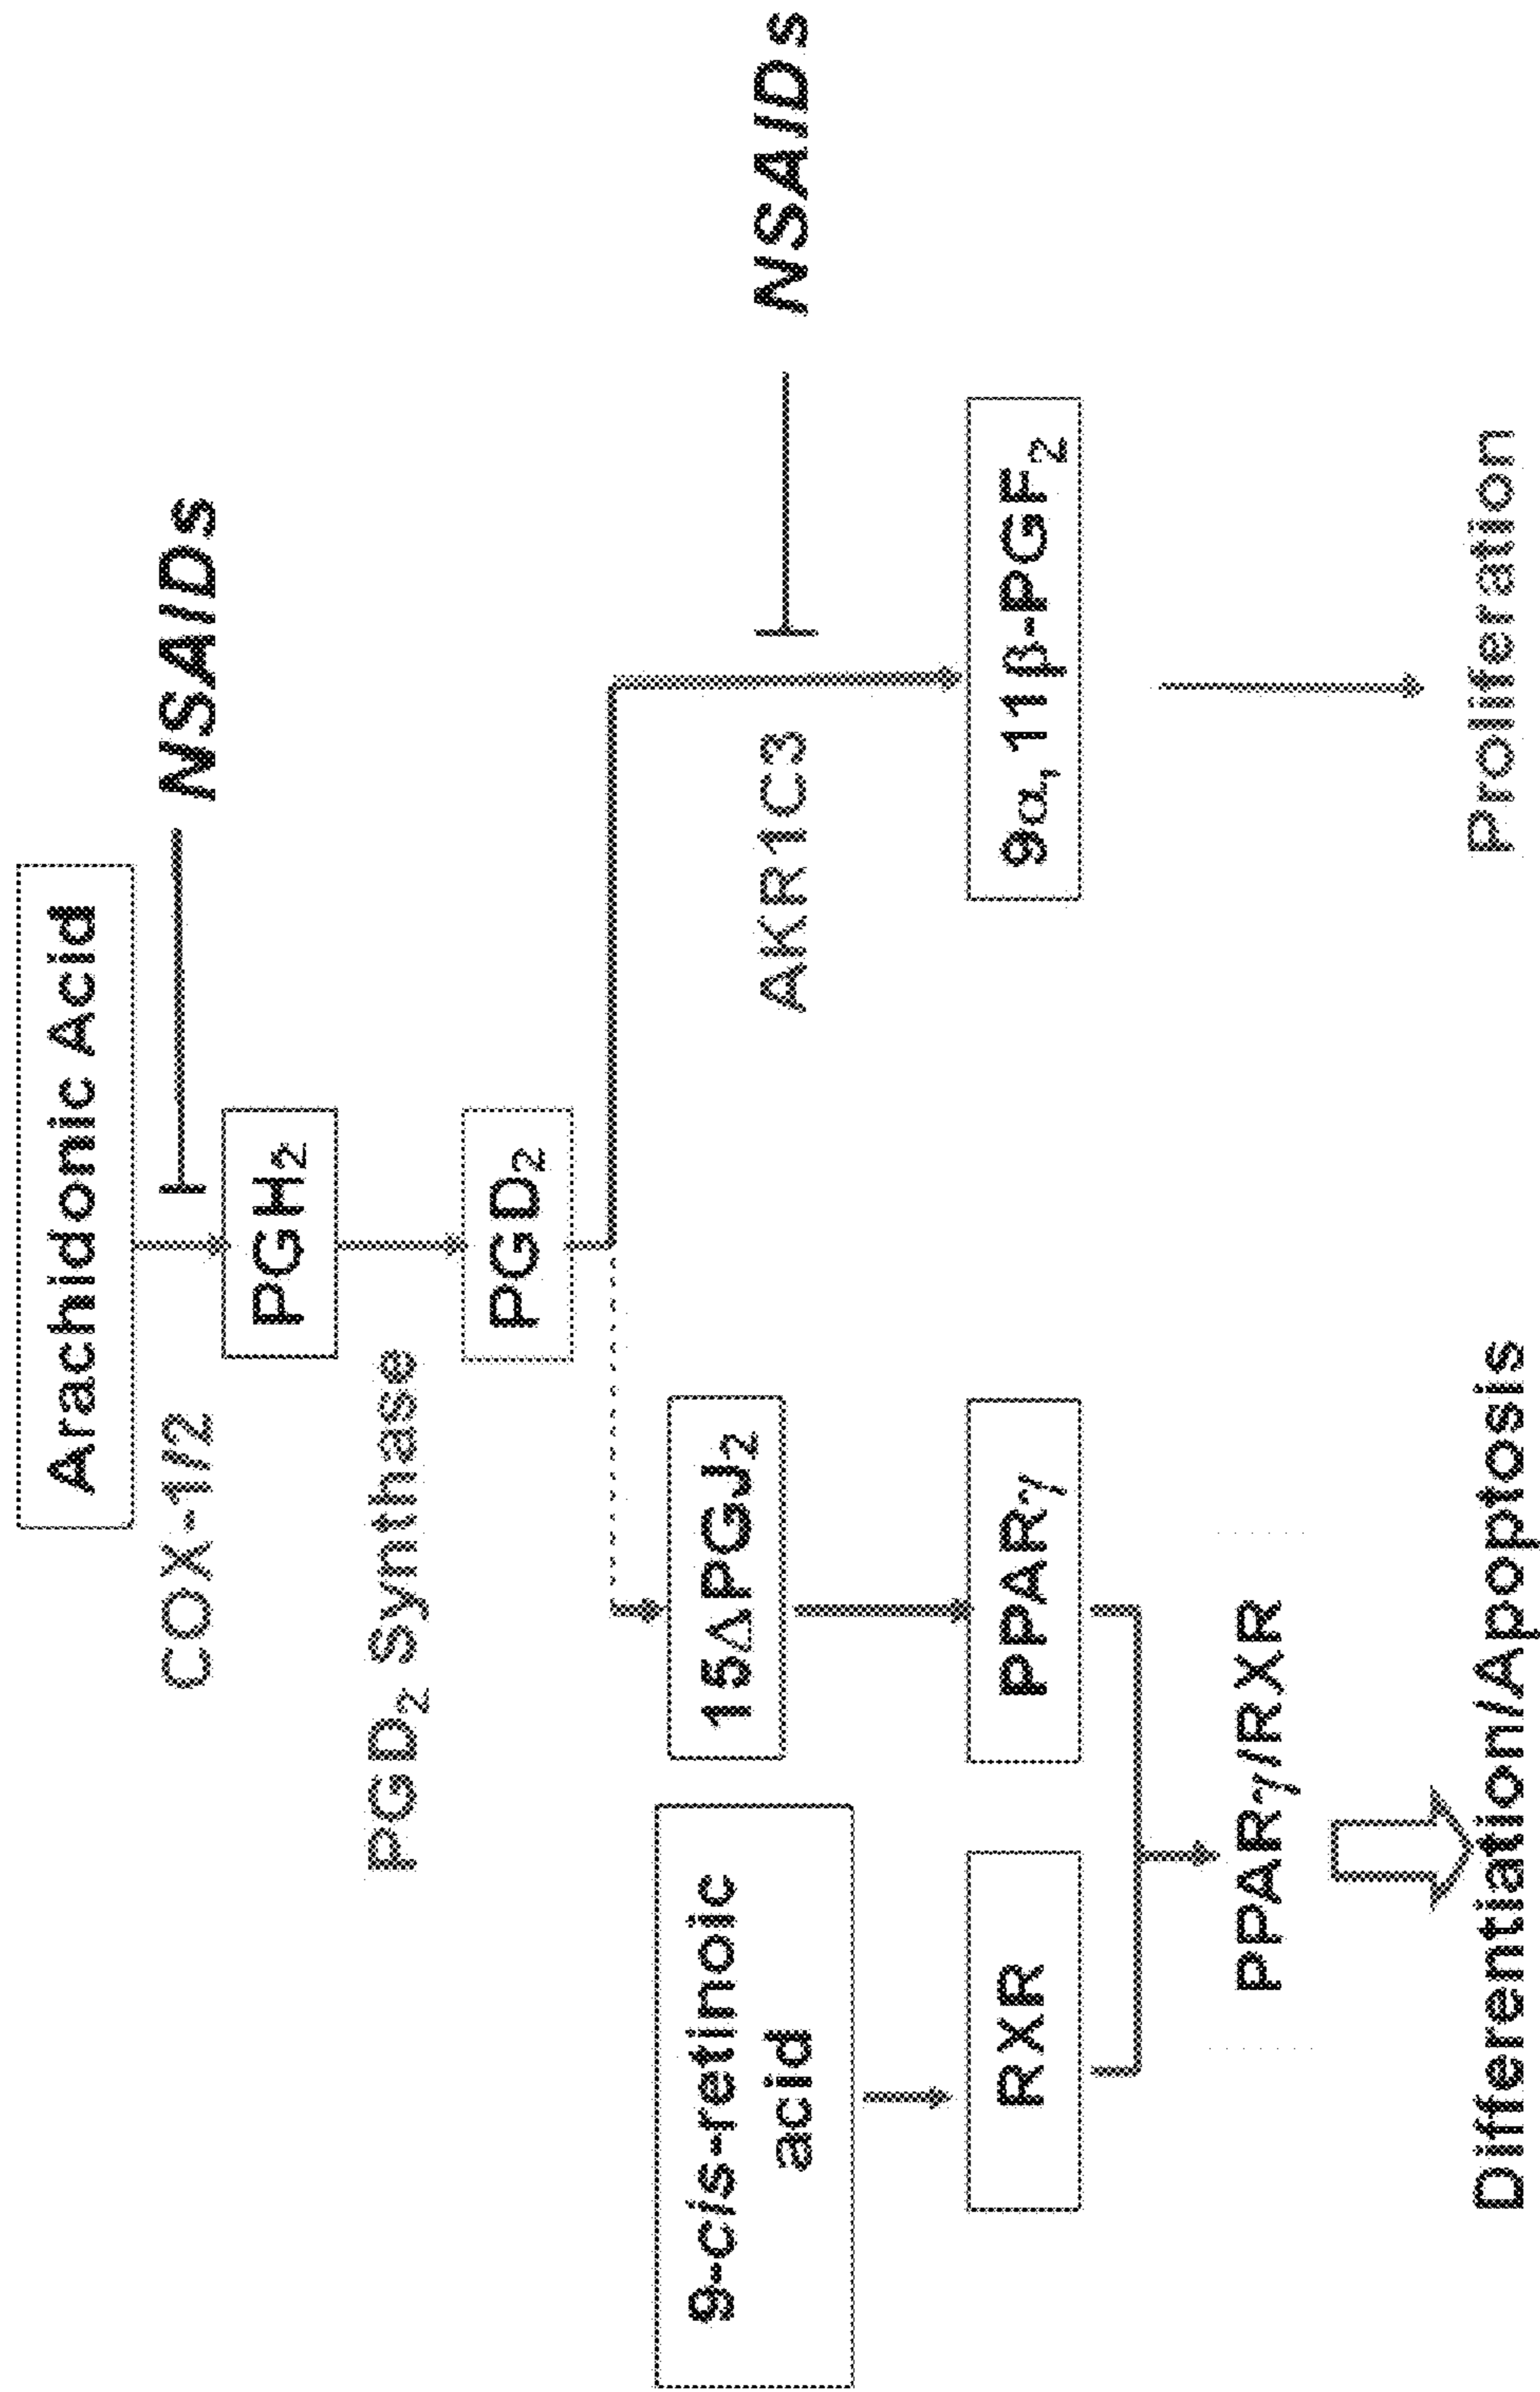 Arachidonic Acid
COX-1/2
NSAIDs
PGH₂
PGD₂ Synthase
PGD₂
15ΔPGJ₂
9-cis-retinoic
acid
AKR1C3
NSAIDs
RXR
PPARγ
9α, 11β-PGF₂
PPARγ/RXR
Differentiation/Apoptosis
Proliferation